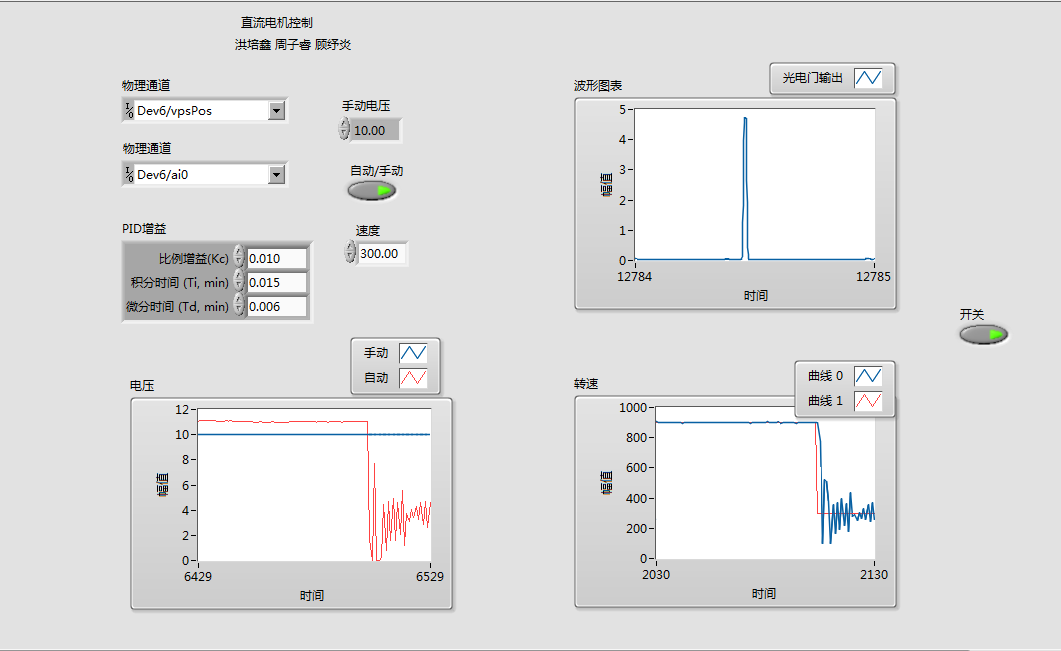 直流电机控制
洪培鑫 周子睿 顾纾炎
物理通道
Dev6/vpsPos
物理通道
Dev6/ai0
手动电压
10.00
自动/手动
速度
300.00
PID增益
比例增益(Kc) 0.010
积分时间 (Ti, min) 0.015
微分时间 (Td, min) 0.006
波形图表
光电门输出
5
4
3
2
1
0
幅值
12784 12785
时间
开关
电压
手动
自动
12
10
8
6
4
2
0
幅值
6429 6529
时间
转速
曲线 0
曲线 1
1000
800
600
400
200
0
幅值
2030 2130
时间